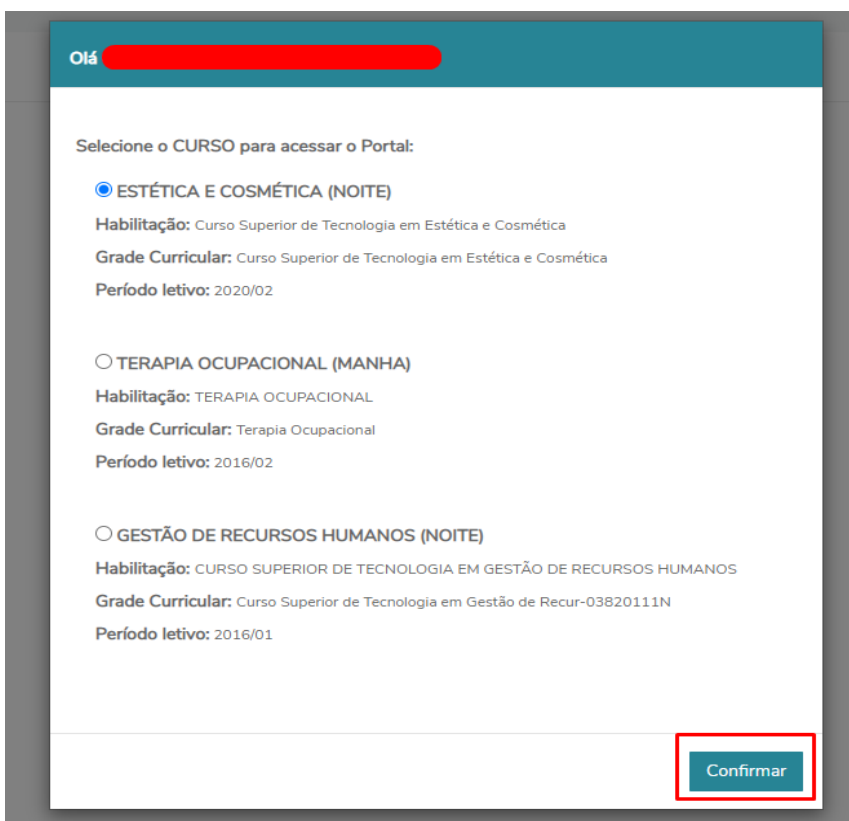 Olá
Selecione o CURSO para acessar o Portal:
ESTÉTICA E COSMÉTICA (NOITE)
Habilitação: Curso Superior de Tecnologia em Estética e Cosmética
Grade Curricular: Curso Superior de Tecnologia em Estética e Cosmética
Período letivo: 2020/02
TERAPIA OCUPACIONAL (MANHA)
Habilitação: TERAPIA OCUPACIONAL
Grade Curricular: Terapia Ocupacional
Período letivo: 2016/02
GESTÃO DE RECURSOS HUMANOS (NOITE)
Habilitação: CURSO SUPERIOR DE TECNOLOGIA EM GESTÃO DE RECURSOS HUMANOS
Grade Curricular: Curso Superior de Tecnologia em Gestão de Recur-03820111N
Período letivo: 2016/01
Confirmar